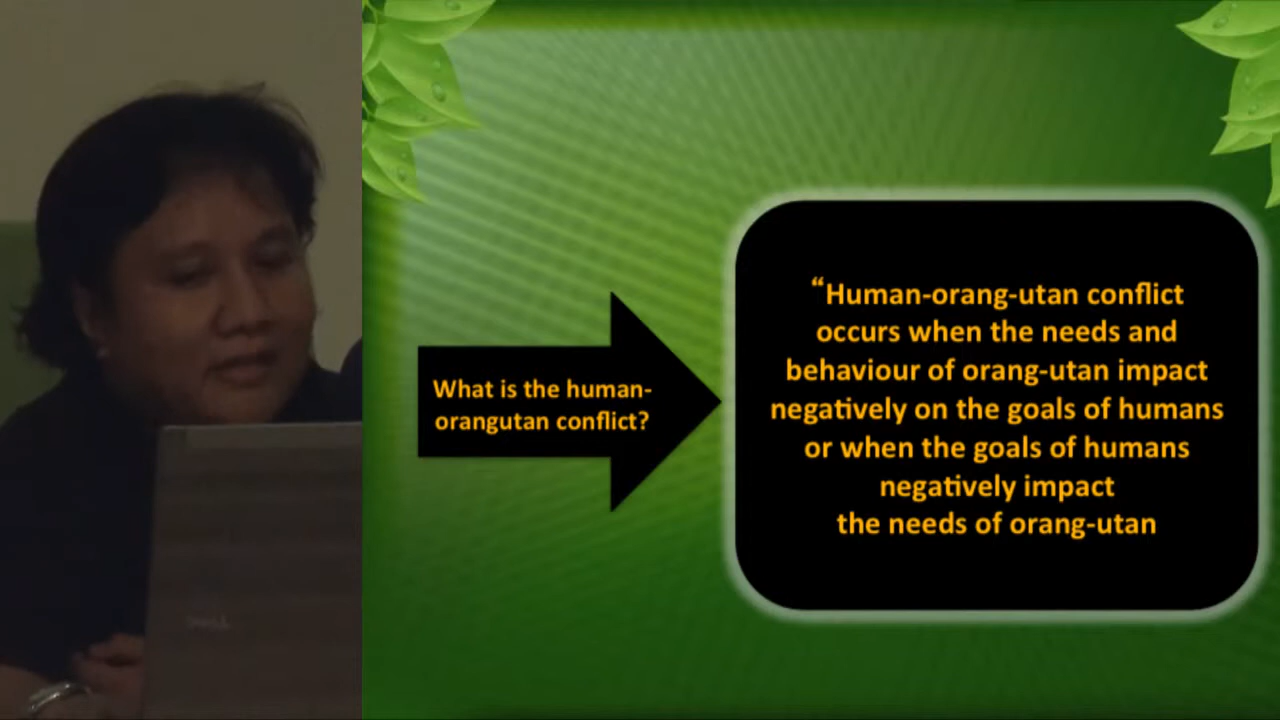 What is the human-
orangutan conflict?
“Human-orang-utan conflict
occurs when the needs and
behaviour of orang-utan impact
negatively on the goals of humans
or when the goals of humans
negatively impact
the needs of orang-utan
DELL